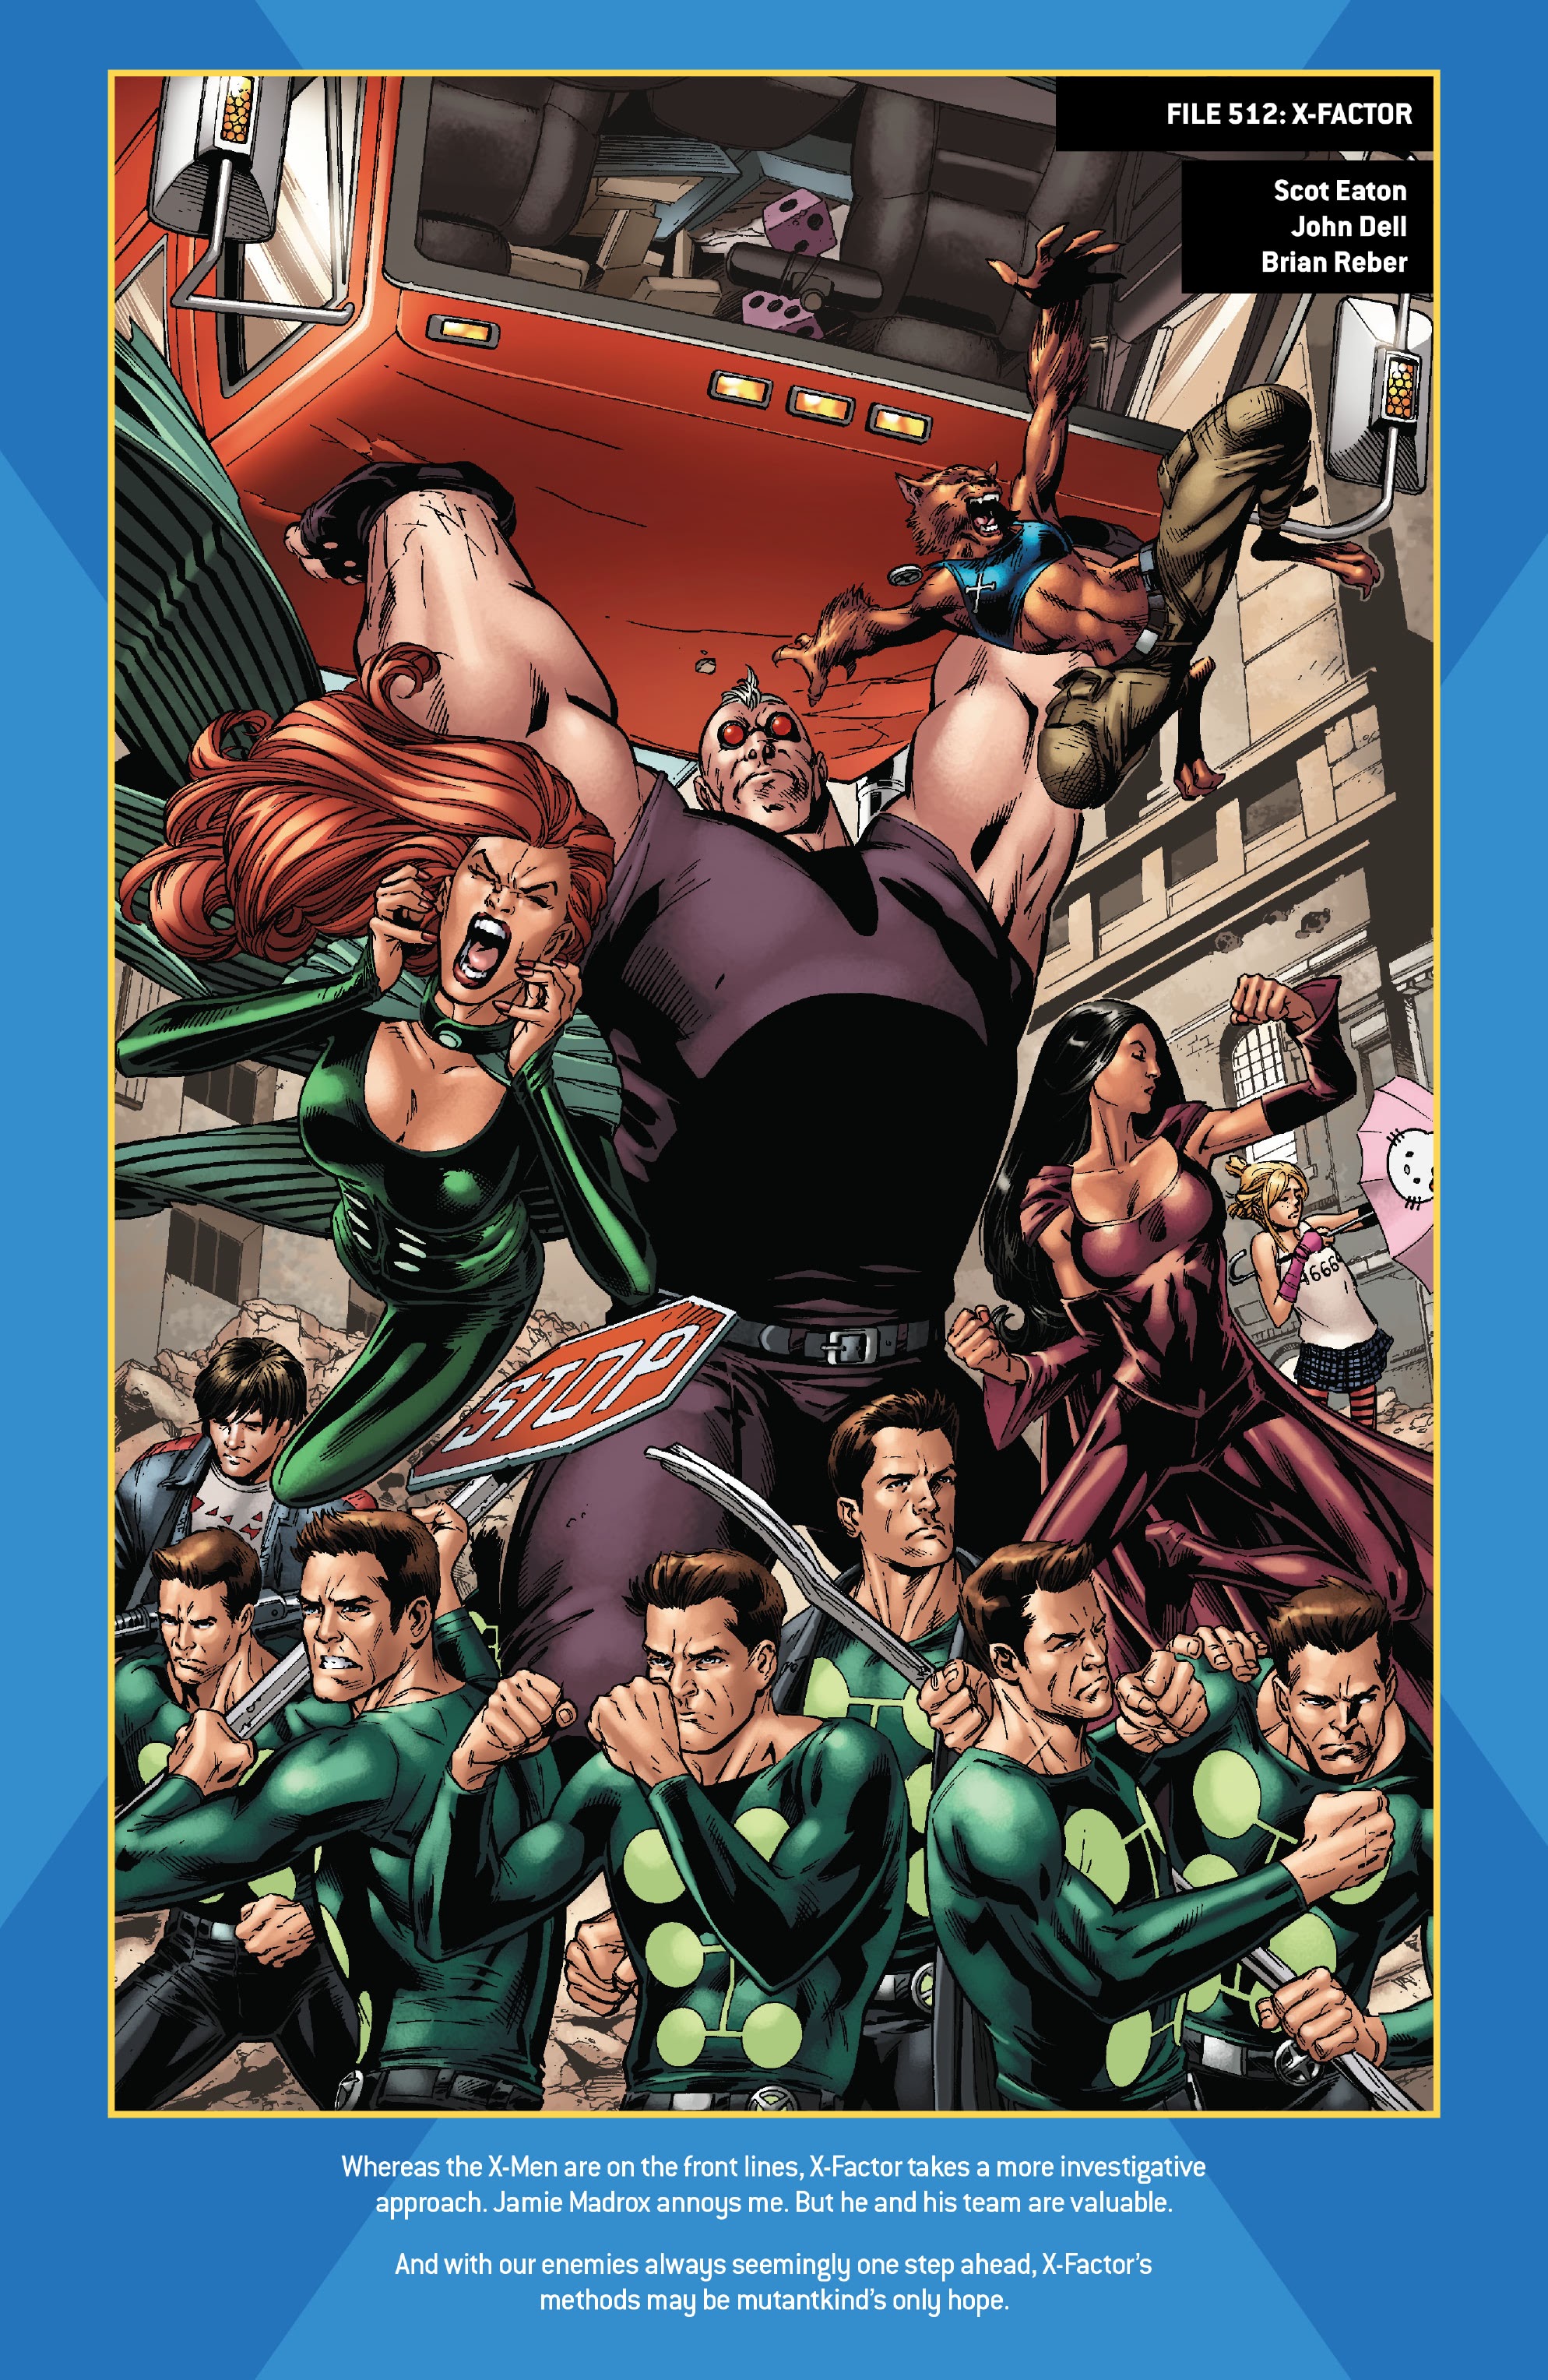 FILE 512: X-FACTOR
Scot Eaton
John Dell
Brian Reber
STOP
Whereas the X-Men are on the front lines, X-Factor takes a more investigative
approach. Jamie Madrox annoys me. But he and his team are valuable.
And with our enemies always seemingly one step ahead, X-Factor’s
methods may be mutantkind’s only hope.